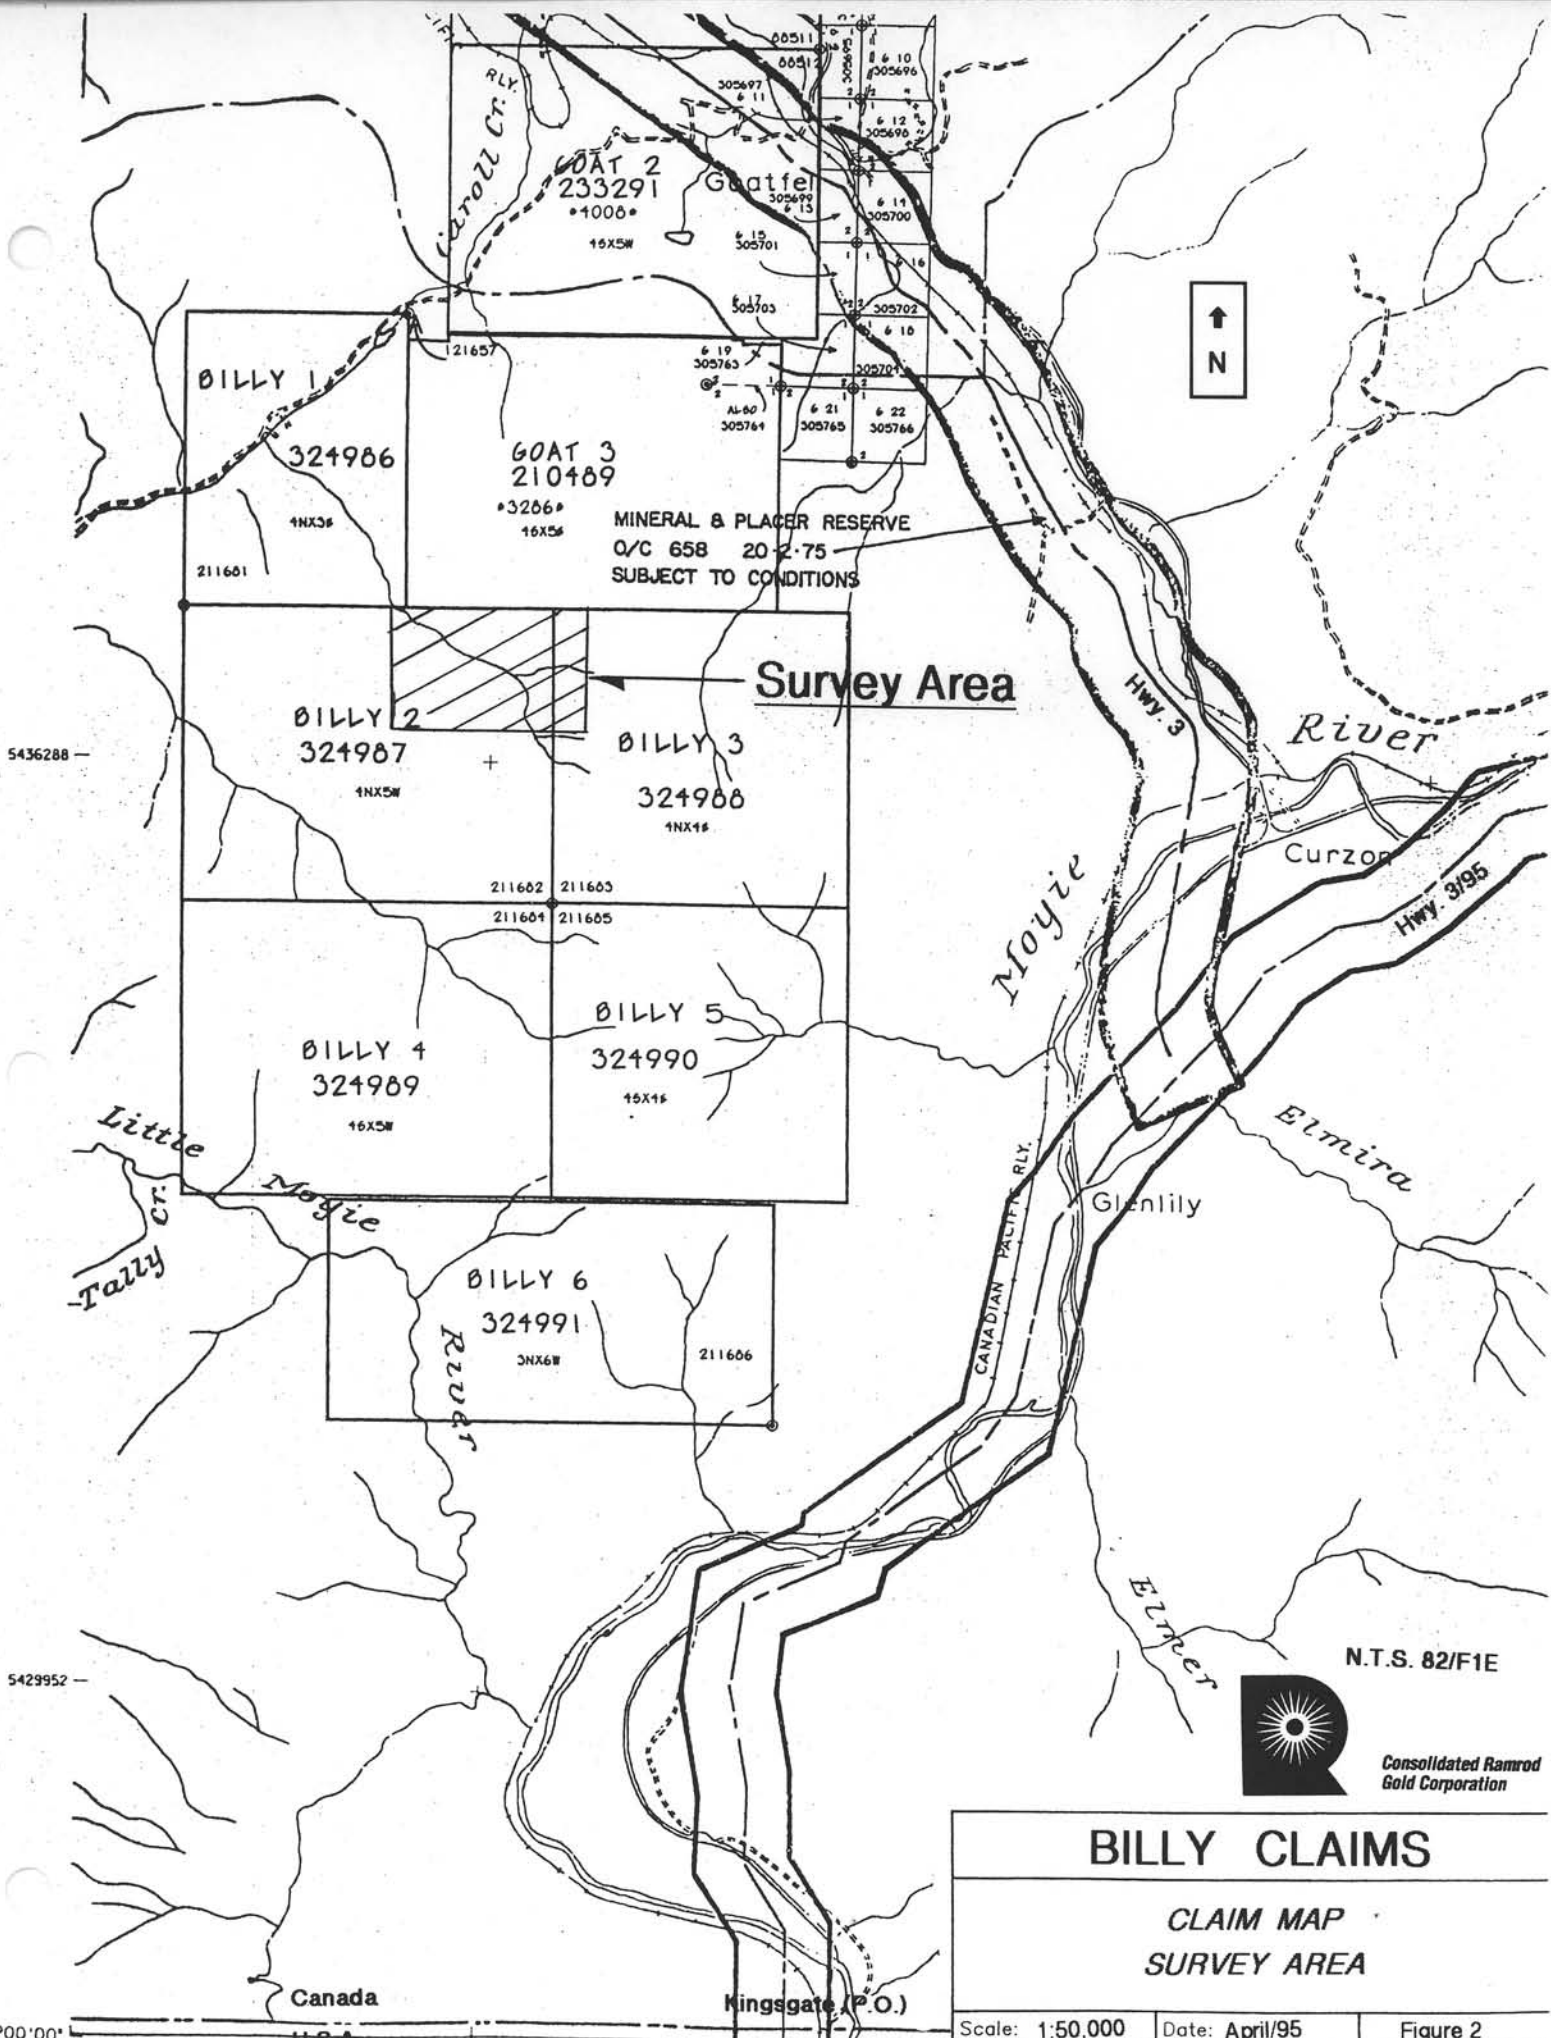 RLY.
Caroll Cr.
GOAT 2
233291
•4008•
4SX5W
Goatfel
88511
88512
305697
6 11
305695
6 10
305696
6 12
305698
305699
6 13
6 14
305700
6 15
305701
6 16
6 17
305703
305702
6 18
305704
6 19
305763
AL60
305764
6 21
305765
6 22
305766
121657
BILLY 1
324986
4NX3E
211681
GOAT 3
210489
•3286•
4SX5E
MINERAL & PLACER RESERVE
O/C 658 20·2·75
SUBJECT TO CONDITIONS
N
Survey Area
BILLY 2
324987
4NX5W
BILLY 3
324988
4NX4E
5436288
211682
211683
211684
211685
Hwy. 3
River
Moyie
Curzon
Hwy. 3/95
BILLY 4
324989
4SX5W
BILLY 5
324990
4SX4E
Little
Moyie
River
Tally Cr.
BILLY 6
324991
3NX6W
211686
CANADIAN PACIFIC RLY.
Glenlily
Elmira
Elmer
5429952
N.T.S. 82/F1E
Consolidated Ramrod
Gold Corporation
BILLY CLAIMS
CLAIM MAP
SURVEY AREA
Scale: 1:50,000
Date: April/95
Figure 2
Canada
U.S.A.
Kingsgate (P.O.)